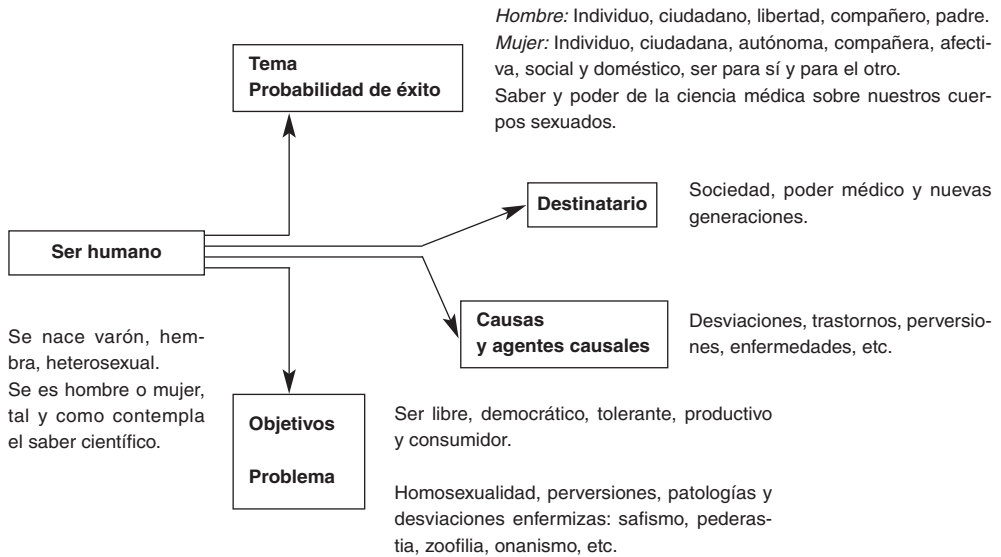 Hombre: Individuo, ciudadano, libertad, compañero, padre.
Mujer: Individuo, ciudadana, autónoma, compañera, afecti-
va, social y doméstico, ser para sí y para el otro.
Saber y poder de la ciencia médica sobre nuestros cuer-
pos sexuados.
Tema
Probabilidad de éxito
Destinatario
Sociedad, poder médico y nuevas
generaciones.
Ser humano
Se nace varón, hem-
bra, heterosexual.
Se es hombre o mujer,
tal y como contempla
el saber científico.
Causas
y agentes causales
Desviaciones, trastornos, perversio-
nes, enfermedades, etc.
Objetivos
Problema
Ser libre, democrático, tolerante, productivo
y consumidor.
Homosexualidad, perversiones, patologías y
desviaciones enfermizas: safismo, pederas-
tia, zoofilia, onanismo, etc.